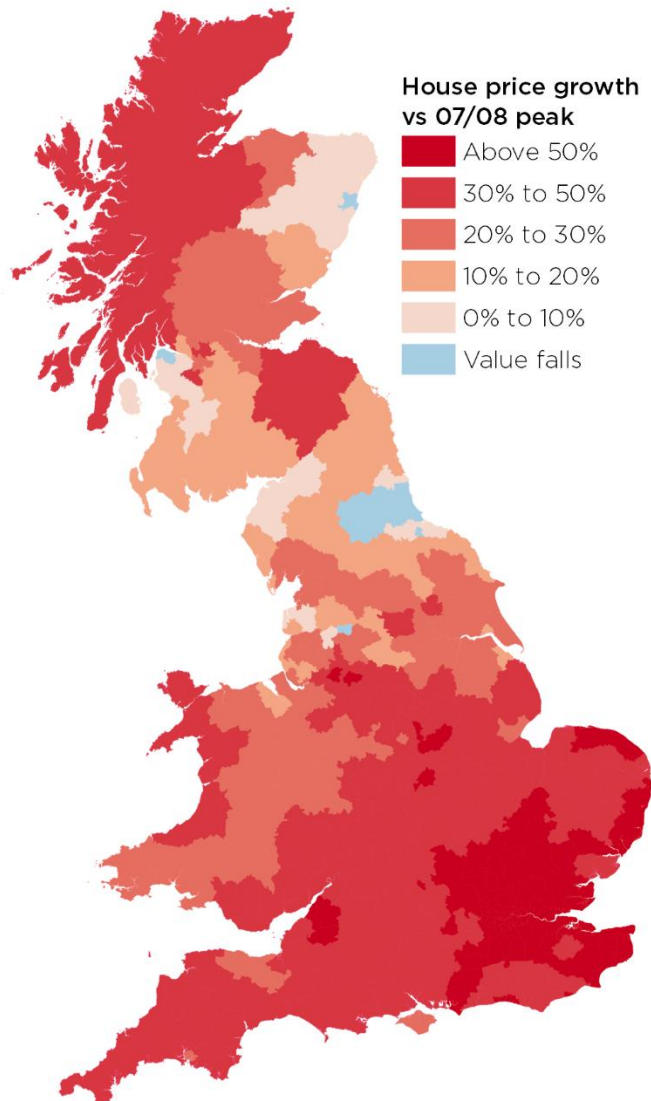 House price growth
vs 07/08 peak
Above 50%
30% to 50%
20% to 30%
10% to 20%
0% to 10%
Value falls